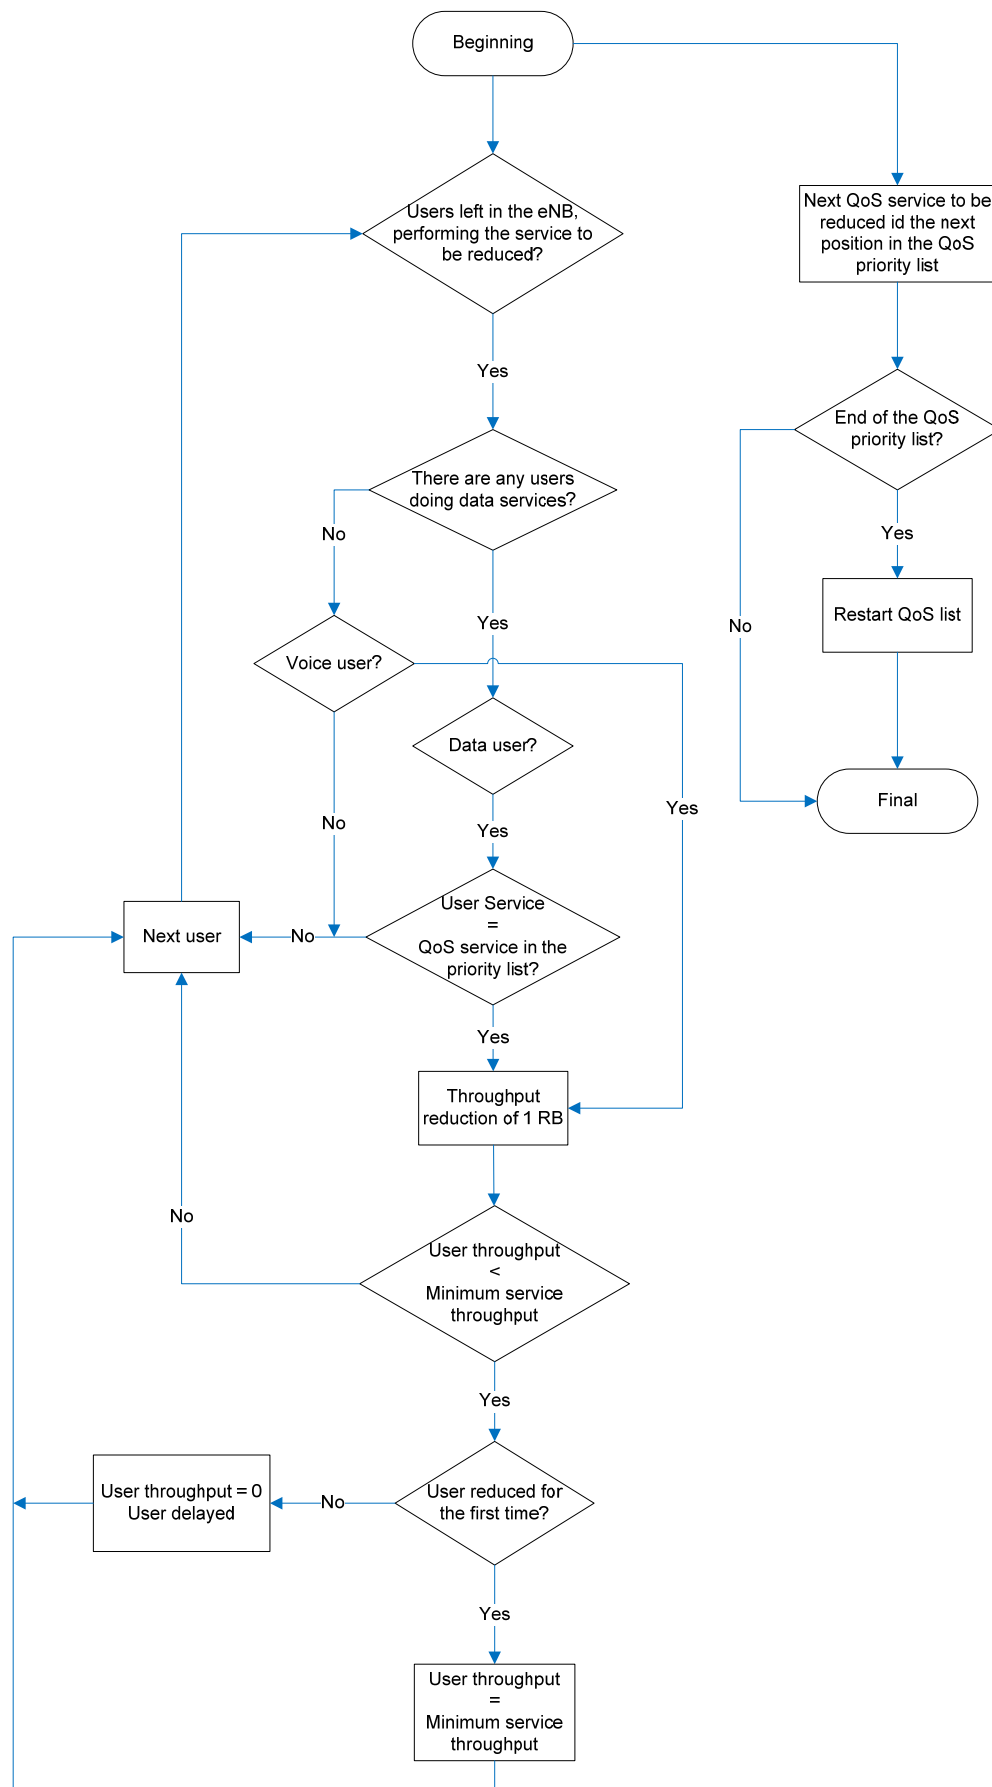 Beginning
Users left in the eNB,
performing the service to
be reduced?
Next QoS service to be
reduced id the next
position in the QoS
priority list
Yes
End of the QoS
priority list?
There are any users
doing data services?
No
Yes
Yes
Restart QoS list
No
Voice user?
Data user?
Final
Yes
No
Yes
User Service
=
QoS service in the
priority list?
Next user
No
Yes
Throughput
reduction of 1 RB
No
User throughput
<
Minimum service
throughput
Yes
User throughput = 0
User delayed
No
User reduced for
the first time?
Yes
User throughput
=
Minimum service
throughput